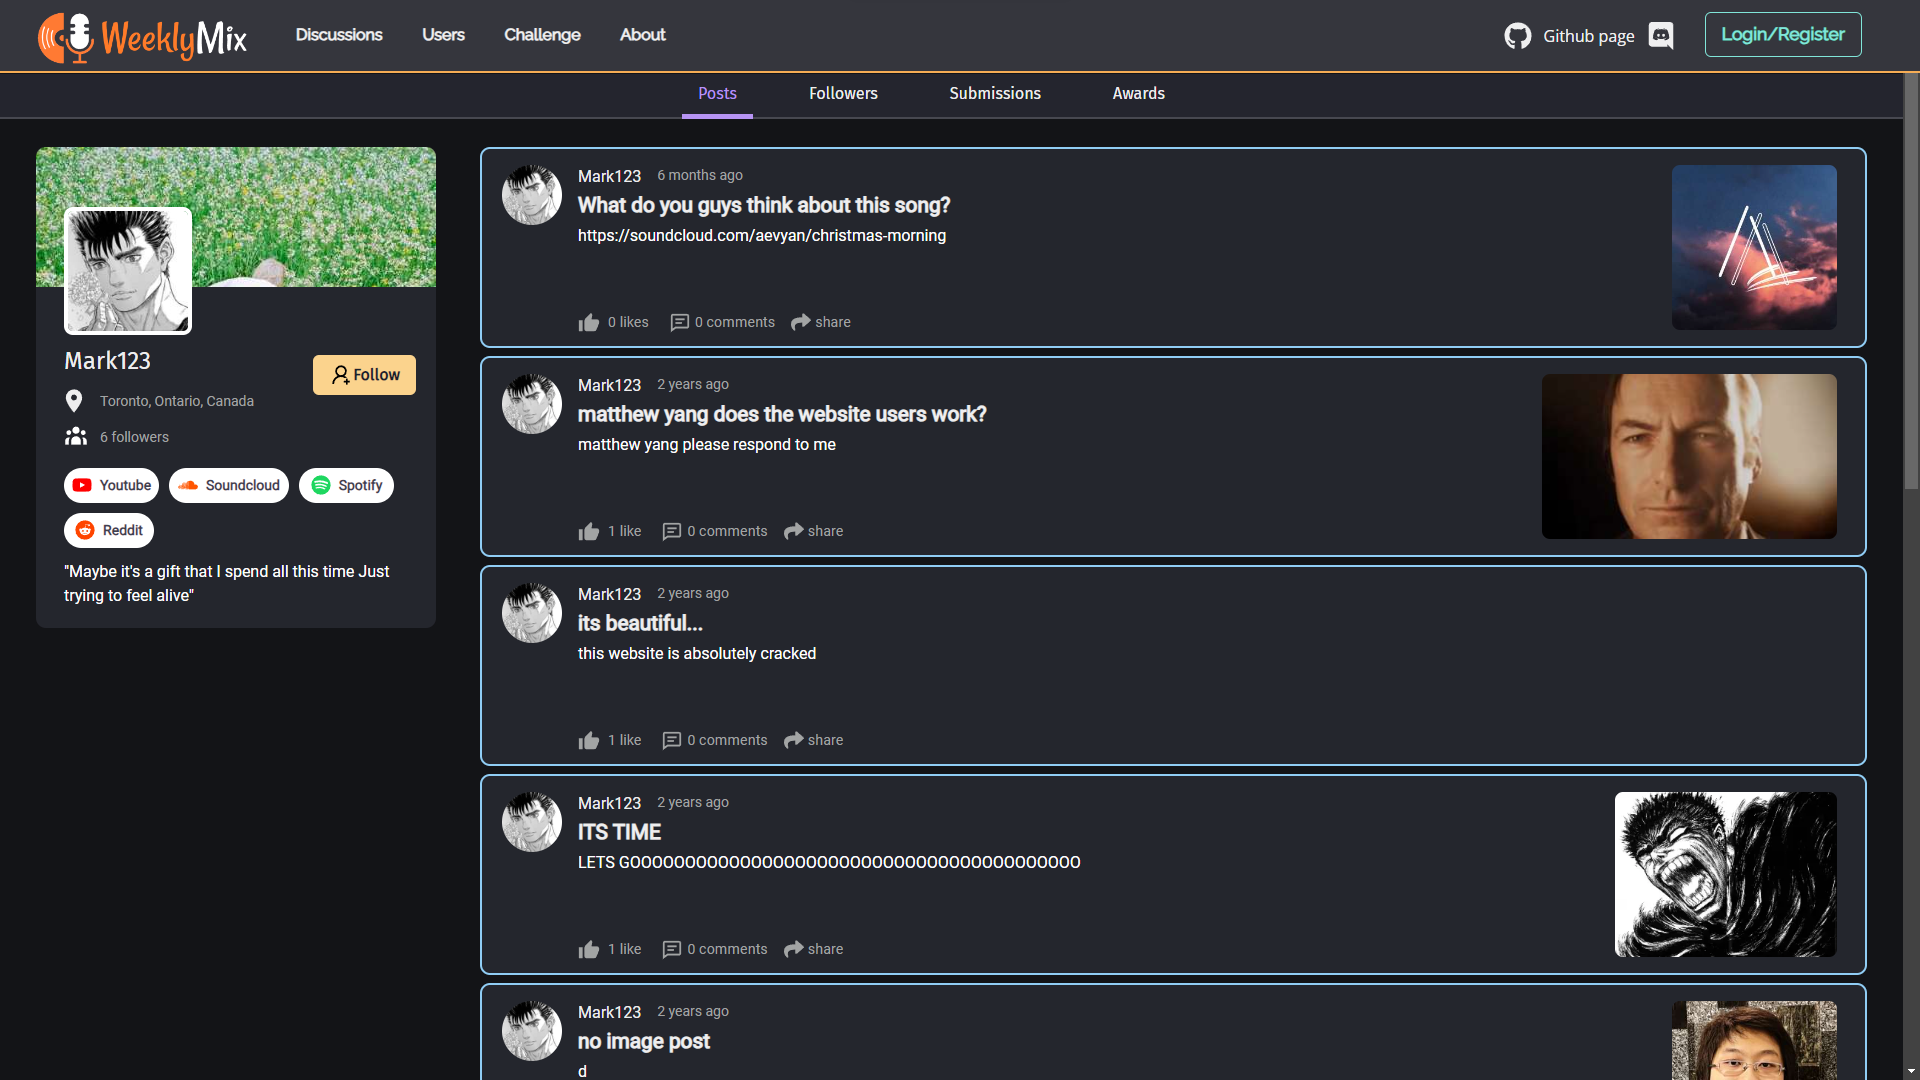 WeeklyMix
Discussions
Users
Challenge
About
Github page
Login/Register
Posts
Followers
Submissions
Awards
Mark123
Follow
Toronto, Ontario, Canada
6 followers
Youtube
Soundcloud
Spotify
Reddit
"Maybe it's a gift that I spend all this time Just
trying to feel alive"
Mark123 6 months ago
What do you guys think about this song?
https://soundcloud.com/aevyan/christmas-morning
0 likes 0 comments share
Mark123 2 years ago
matthew yang does the website users work?
matthew yang please respond to me
1 like 0 comments share
Mark123 2 years ago
its beautiful...
this website is absolutely cracked
1 like 0 comments share
Mark123 2 years ago
ITS TIME
LETS GOOOOOOOOOOOOOOOOOOOOOOOOOOOOOOOOOOOOOOOOO
1 like 0 comments share
Mark123 2 years ago
no image post
d